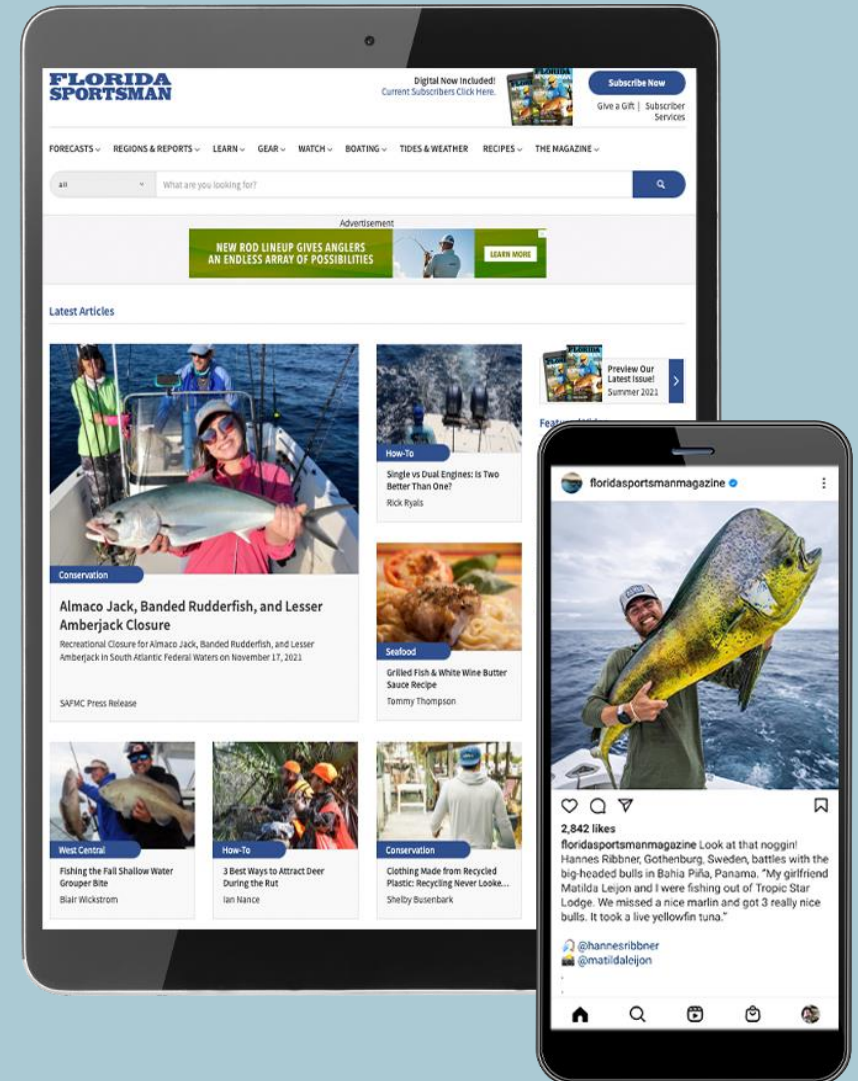 FLORIDA
SPORTSMAN
Digital Now Included!
Current Subscribers Click Here.
Subscribe Now
Give a Gift | Subscriber
Services
FORECASTS REGIONS & REPORTS LEARN GEAR WATCH BOATING TIDES & WEATHER RECIPES THE MAGAZINE
all
What are you looking for?
Advertisement
NEW ROD LINEUP GIVES ANGLERS
AN ENDLESS ARRAY OF POSSIBILITIES
LEARN MORE
Latest Articles
Conservation
Almaco Jack, Banded Rudderfish, and Lesser
Amberjack Closure
Recreational Closure for Almaco Jack, Banded Rudderfish, and Lesser
Amberjack in South Atlantic Federal Waters on November 17, 2021
SAFMC Press Release
How-To
Single vs Dual Engines: Is Two
Better Than One?
Rick Ryals
Seafood
Grilled Fish & White Wine Butter
Sauce Recipe
Tommy Thompson
FLORIDA
Preview Our
Latest Issue!
Summer 2021
West Central
Fishing the Fall Shallow Water
Grouper Bite
Blair Wickstrom
How-To
3 Best Ways to Attract Deer
During the Rut
Ian Nance
Conservation
Clothing Made from Recycled
Plastic: Recycling Never Looke...
Shelby Busenbark
floridasportsmanmagazine
2,842 likes
floridasportsmanmagazine Look at that noggin!
Hannes Ribbner, Gothenburg, Sweden, battles with the
big-headed bulls in Bahia Piña, Panama. "My girlfriend
Matilda Leijon and I were fishing out of Tropic Star
Lodge. We missed a nice marlin and got 3 really nice
bulls. It took a live yellowfin tuna."
@hannesribbner
@matildaleijon
.
.